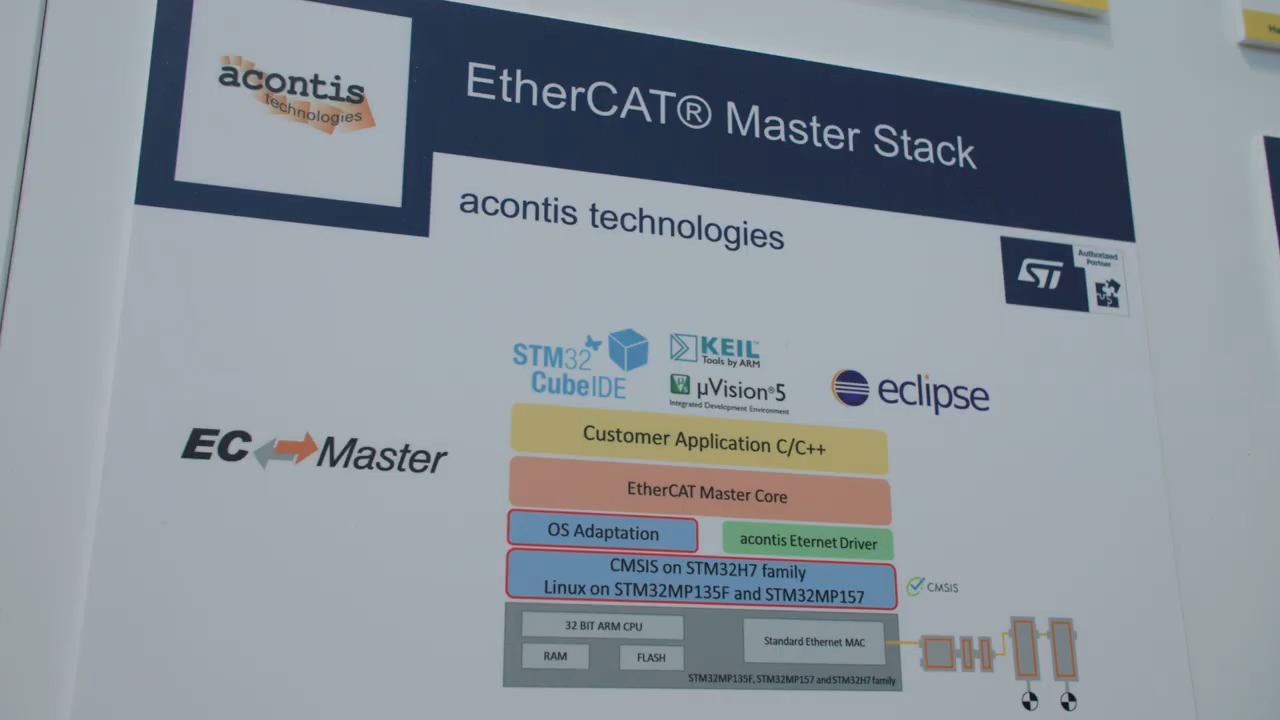 acontis
Technologies
EtherCAT® Master Stack
acontis technologies
ST
Authorized
Partner
STM32
CubeIDE
KEIL™
Tools by ARM
µVision®5
Integrated Development Environment
eclipse
EC Master
Customer Application C/C++
EtherCAT Master Core
OS Adaptation
acontis Eternet Driver
CMSIS on STM32H7 family
Linux on STM32MP135F and STM32MP157
CMSIS
32 BIT ARM CPU
Standard Ethernet MAC
RAM
FLASH
STM32MP135F, STM32MP157 and STM32H7 family